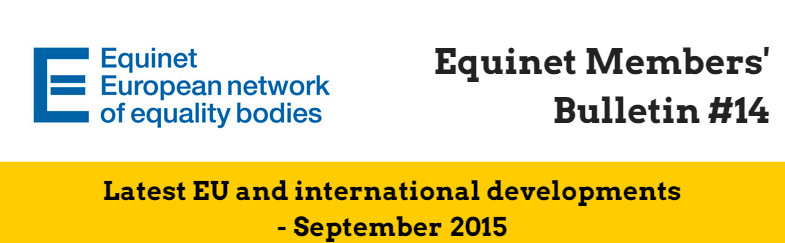 Equinet
European network
of equality bodies
Equinet Members'
Bulletin #14
Latest EU and international developments
- September 2015